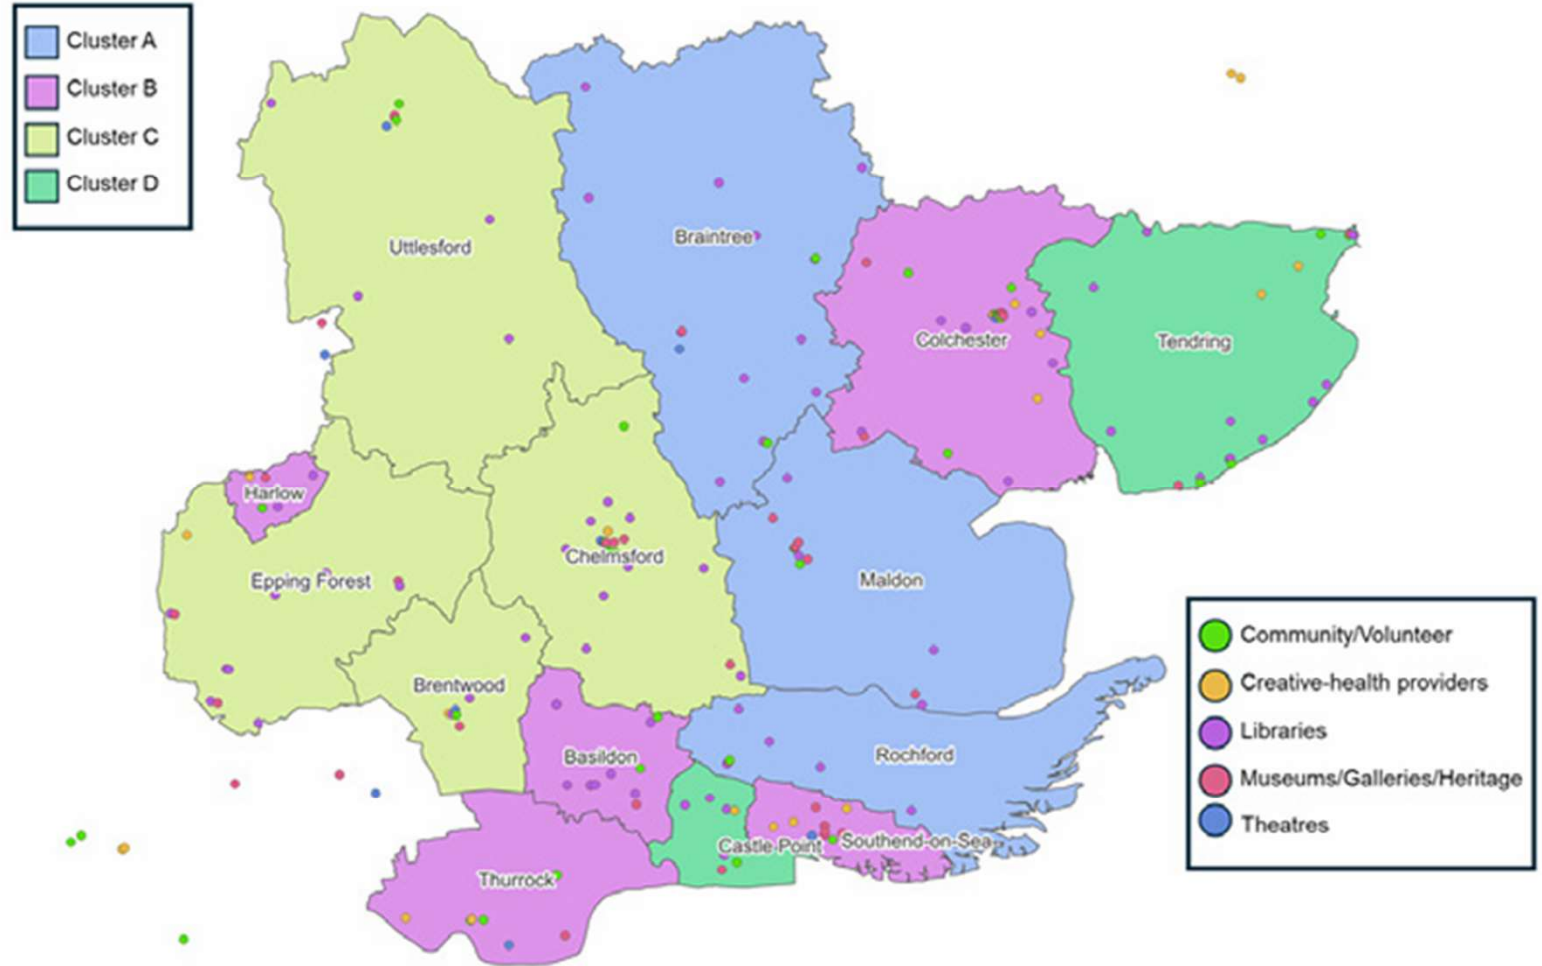 Cluster A
Cluster B
Cluster C
Cluster D
Uttlesford
Braintree
Colchester
Tendring
Harlow
Epping Forest
Chelmsford
Maldon
Brentwood
Basildon
Rochford
Castle Point
Southend-on-Sea
Thurrock
Community/Volunteer
Creative-health providers
Libraries
Museums/Galleries/Heritage
Theatres